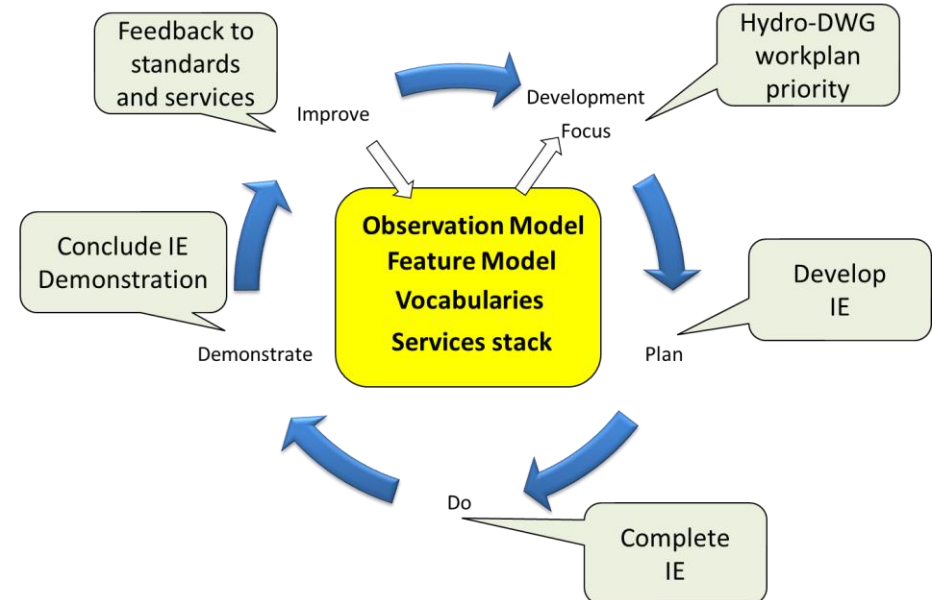 Feedback to
standards
and services
Hydro-DWG
workplan
priority
Improve
Development
Focus
Observation Model
Feature Model
Vocabularies
Services stack
Conclude IE
Demonstration
Develop
IE
Demonstrate
Plan
Do
Complete
IE